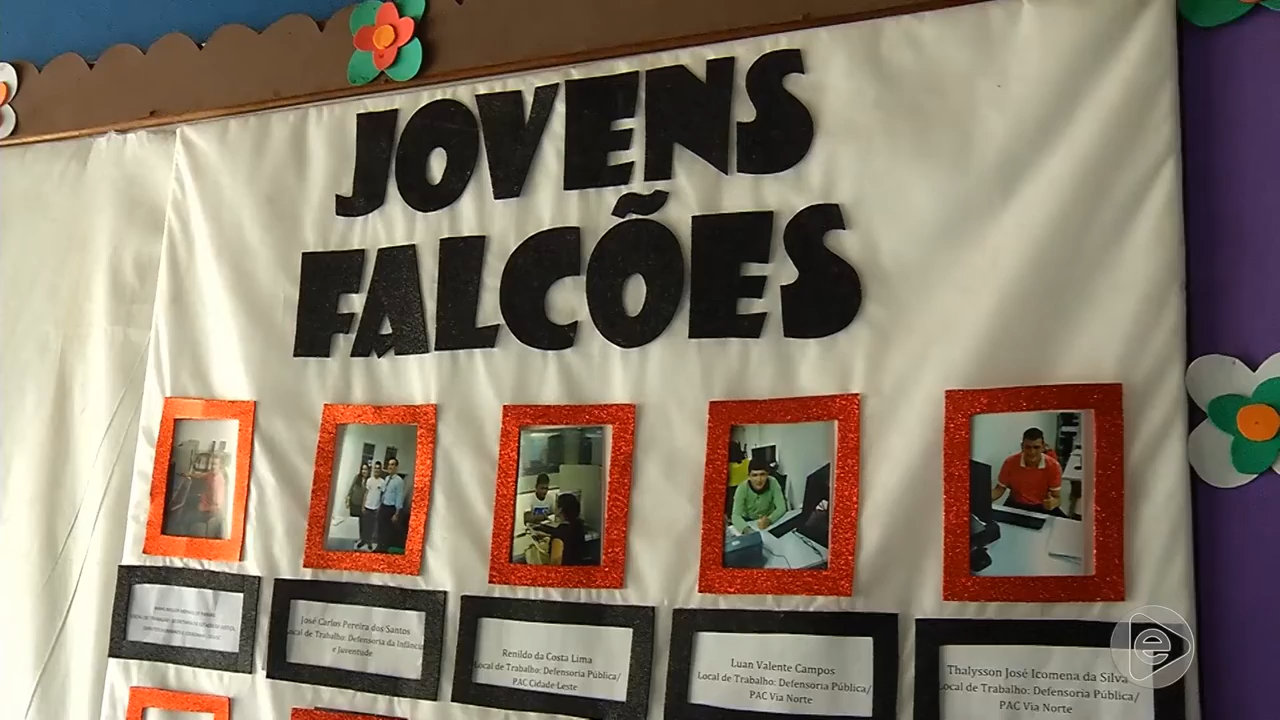 JOVENS
FALCÕES
José Carlos Pereira dos Santos
Local de Trabalho: Defensoria da Infância
e Juventude
Renildo da Costa Lima
Local de Trabalho: Defensoria Pública/
PAC Cidade Leste
Luan Valente Campos
Local de Trabalho: Defensoria Pública/
PAC Via Norte
Thalysson José Icomena da Silva
Local de Trabalho: Defensoria Pública/
PAC Via Norte
e